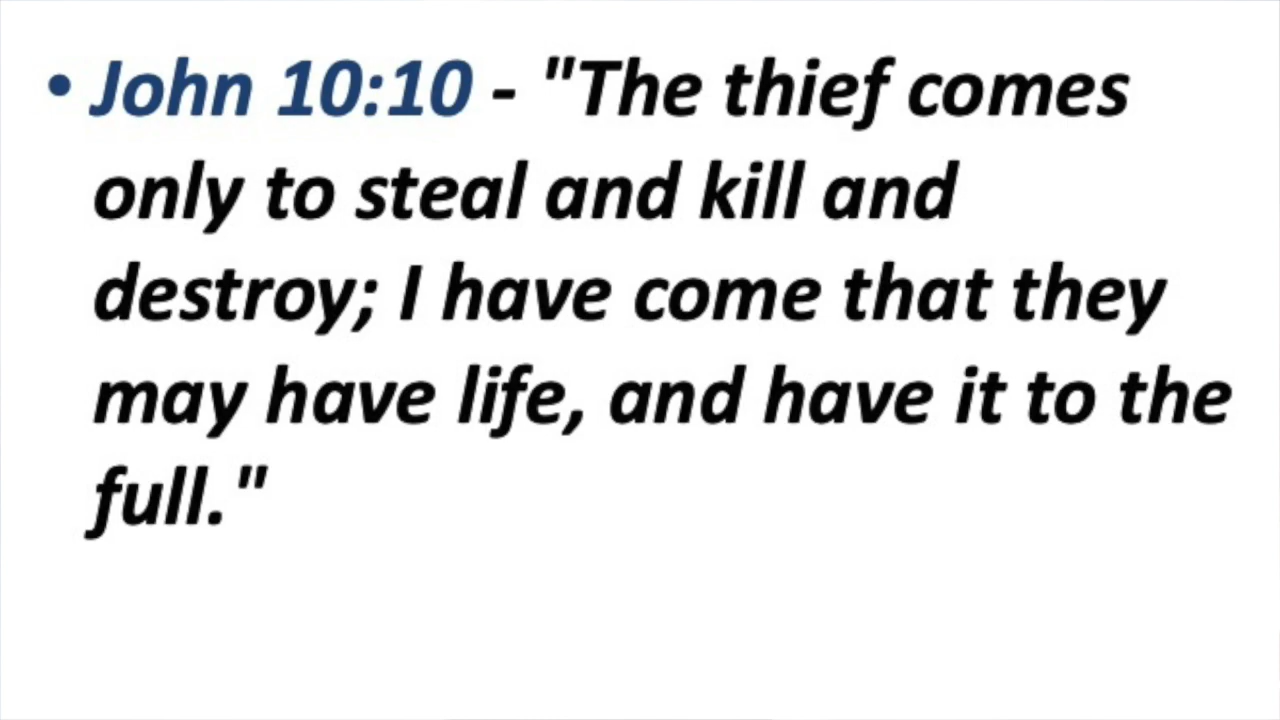 • John 10:10 - "The thief comes
only to steal and kill and
destroy; I have come that they
may have life, and have it to the
full."